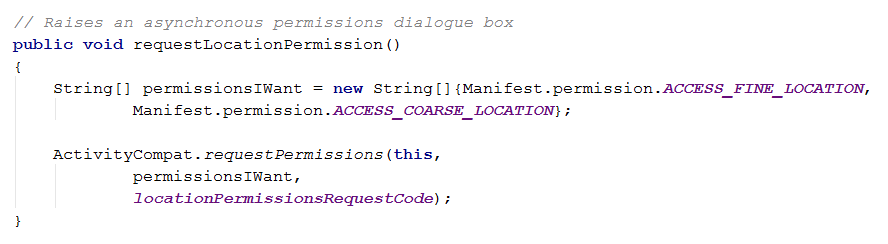 // Raises an asynchronous permissions dialogue box
public void requestLocationPermission()
{
    String[] permissionsIWant = new String[]{Manifest.permission.ACCESS_FINE_LOCATION,
            Manifest.permission.ACCESS_COARSE_LOCATION};

    ActivityCompat.requestPermissions(this,
            permissionsIWant,
            locationPermissionsRequestCode);
}